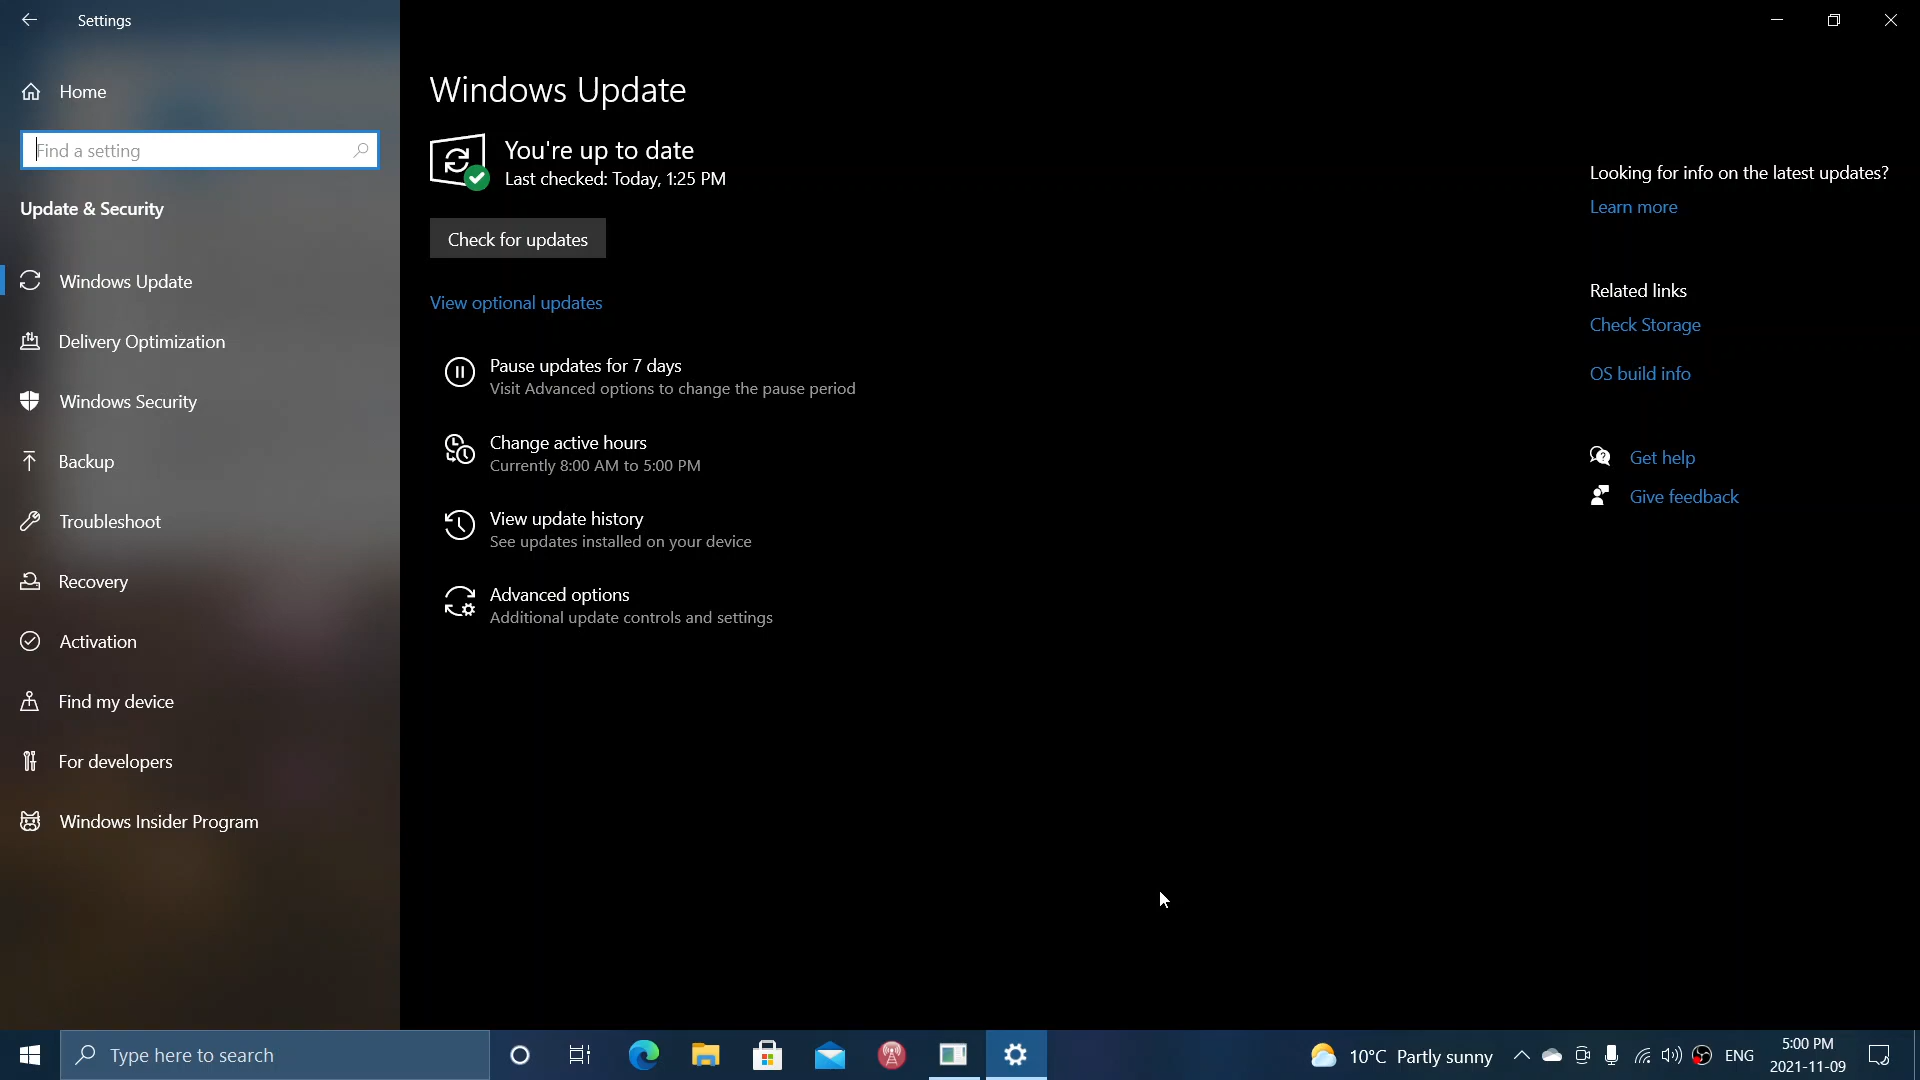 Settings
Home
Find a setting
Update & Security
Windows Update
Delivery Optimization
Windows Security
Backup
Troubleshoot
Recovery
Activation
Find my device
For developers
Windows Insider Program
Windows Update
You're up to date
Last checked: Today, 1:25 PM
Check for updates
View optional updates
Pause updates for 7 days
Visit Advanced options to change the pause period
Change active hours
Currently 8:00 AM to 5:00 PM
View update history
See updates installed on your device
Advanced options
Additional update controls and settings
Looking for info on the latest updates?
Learn more
Related links
Check Storage
OS build info
Get help
Give feedback
Type here to search
10°C Partly sunny
ENG
5:00 PM
2021-11-09